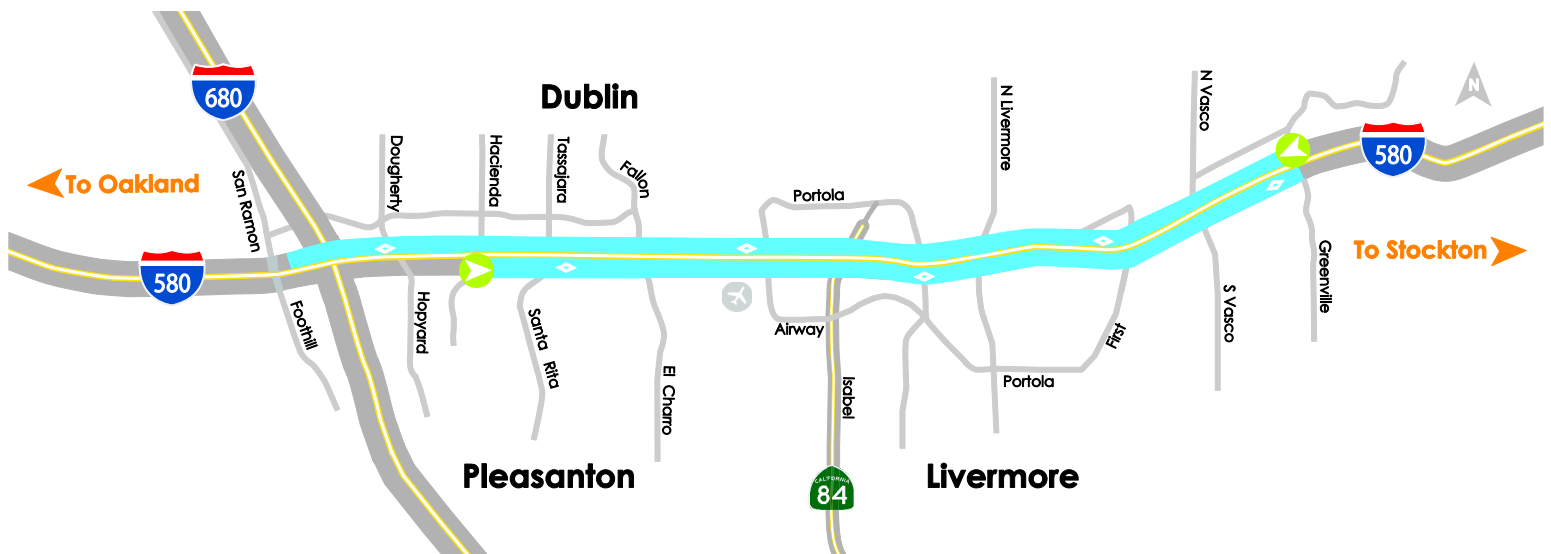 680
Dublin
To Oakland
San Ramon
Dougherty
Hacienda
Tassajara
Fallon
Portola
N Livermore
N Vasco
N
580
To Stockton
580
Foothill
Hopyard
Santa Rita
El Charro
Airway
Isabel
First
Portola
S Vasco
Greenville
Pleasanton
CALIFORNIA
84
Livermore